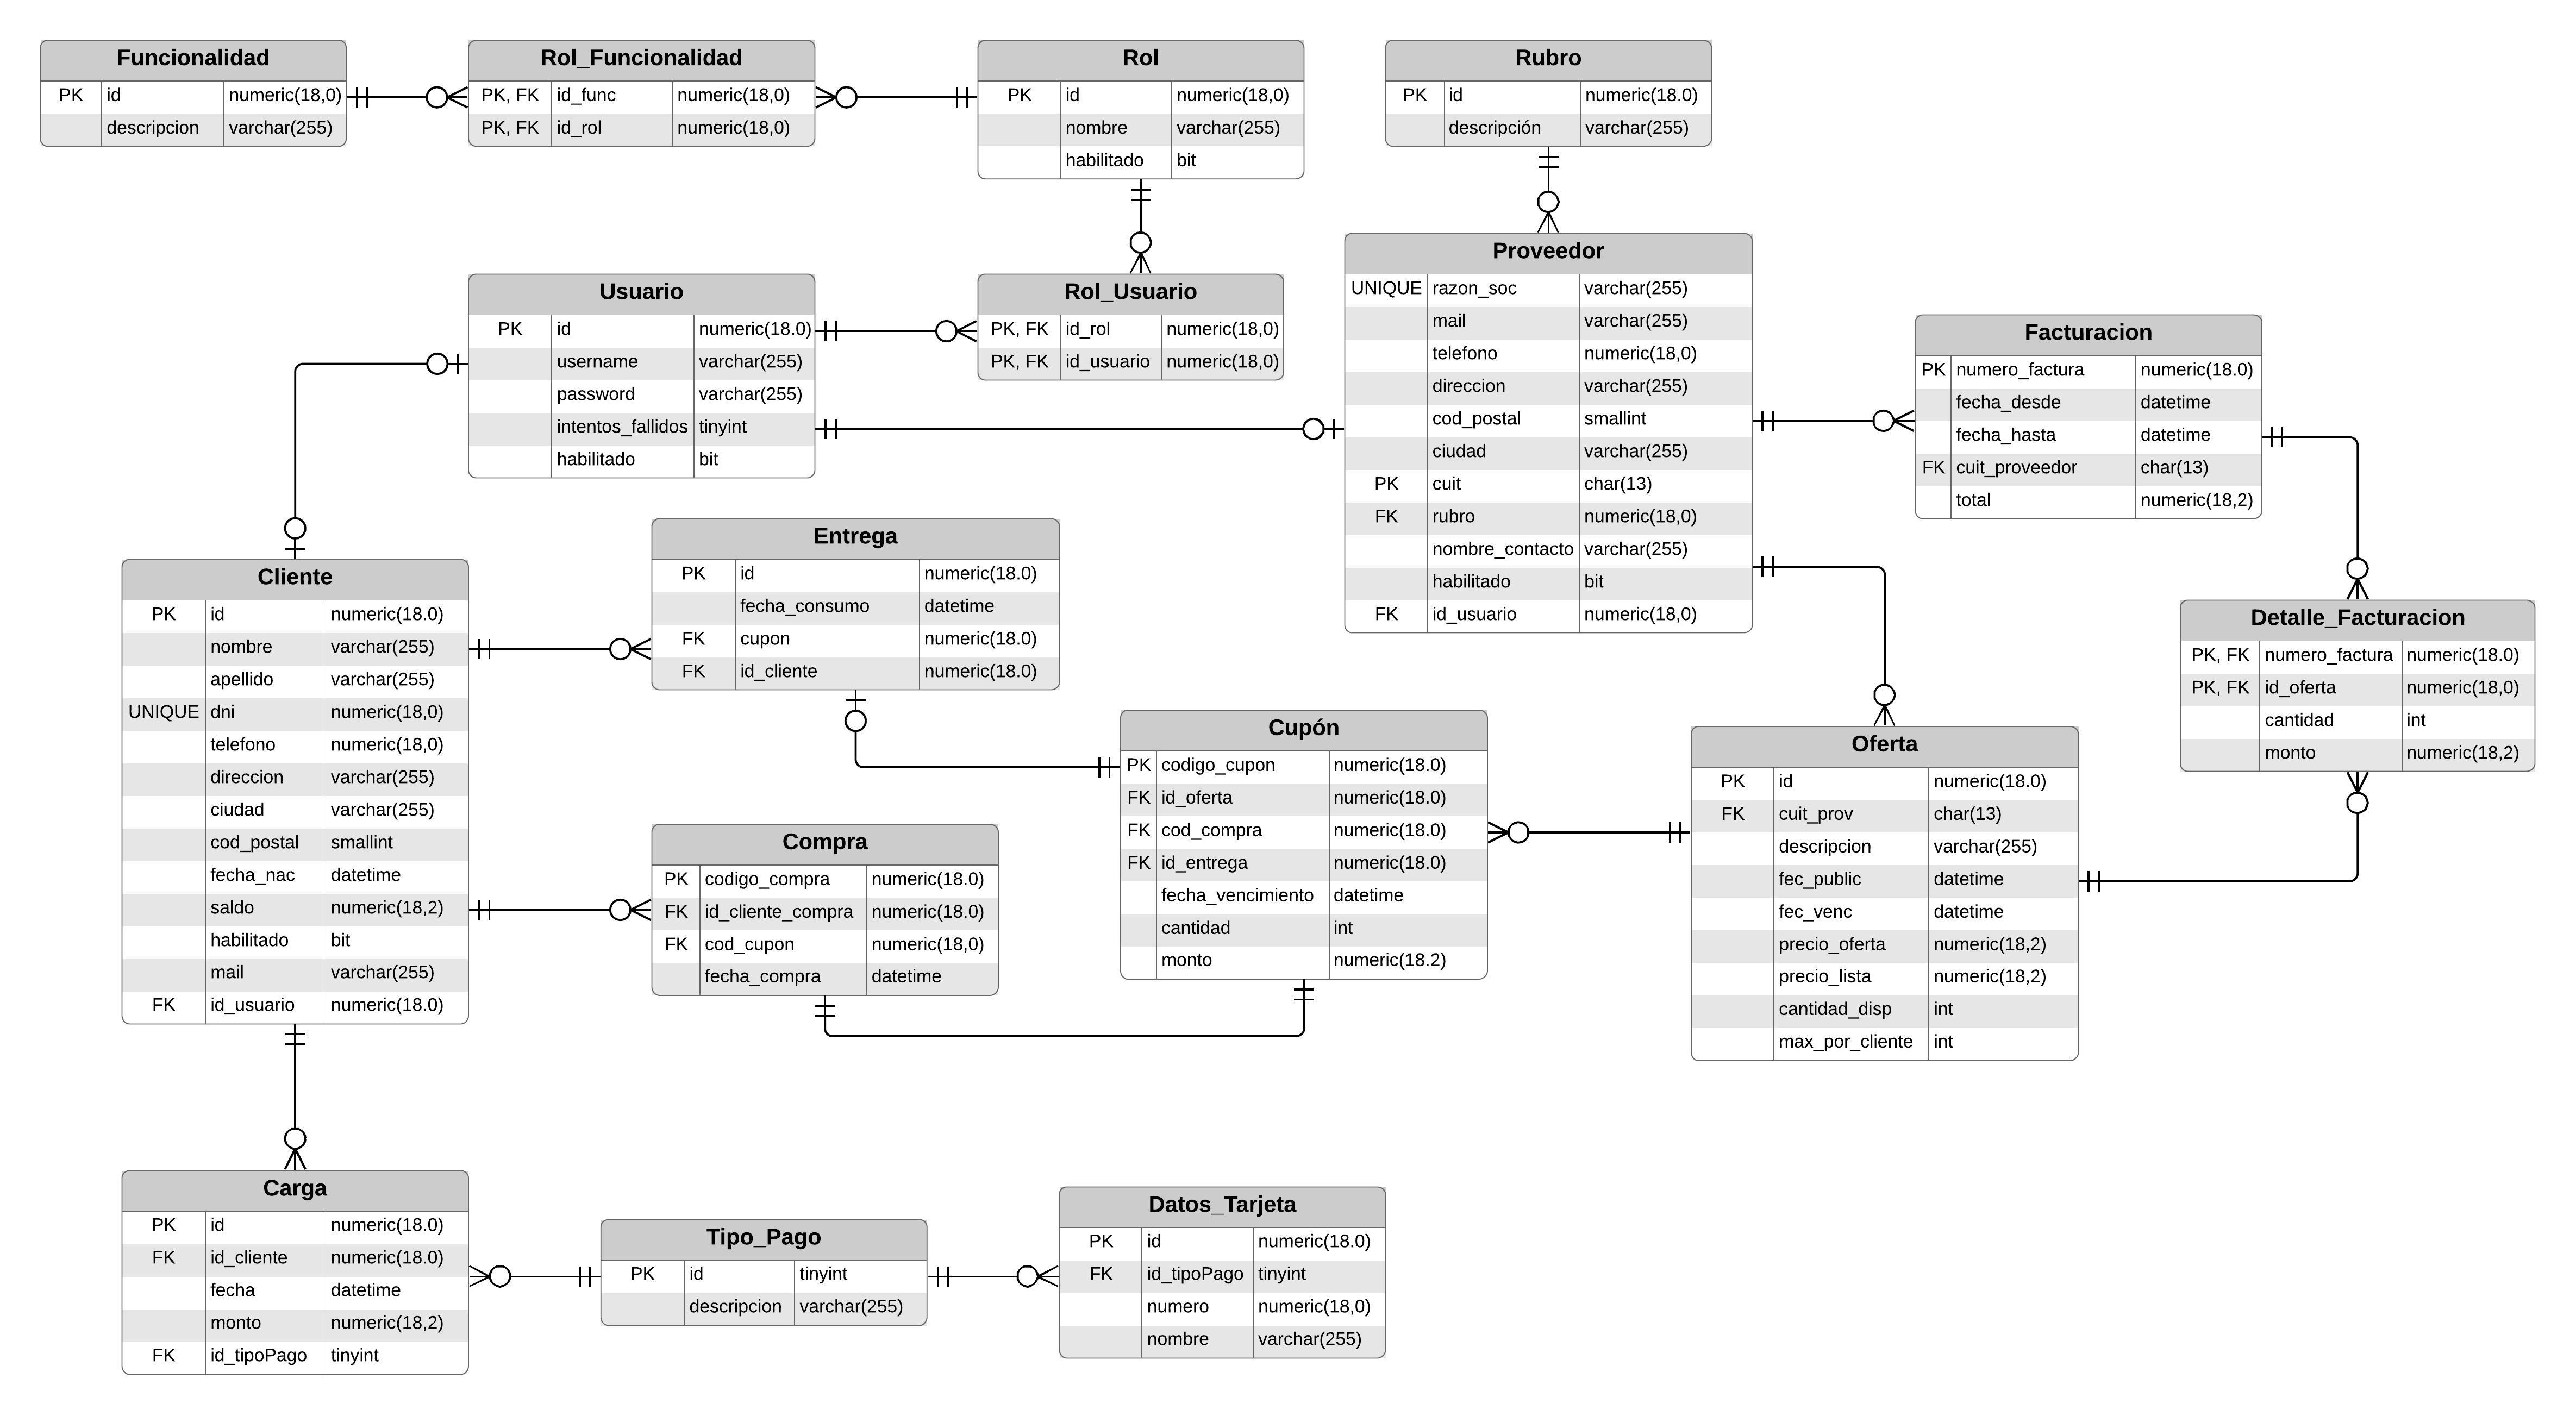 Funcionalidad
PK id numeric(18,0)
descripcion varchar(255)
Rol_Funcionalidad
PK, FK id_func numeric(18,0)
PK, FK id_rol numeric(18,0)
Rol
PK id numeric(18,0)
nombre varchar(255)
habilitado bit
Rubro
PK id numeric(18.0)
descripción varchar(255)
Usuario
PK id numeric(18.0)
username varchar(255)
password varchar(255)
intentos_fallidos tinyint
habilitado bit
Rol_Usuario
PK, FK id_rol numeric(18,0)
PK, FK id_usuario numeric(18,0)
Proveedor
UNIQUE razon_soc varchar(255)
mail varchar(255)
telefono numeric(18,0)
direccion varchar(255)
cod_postal smallint
ciudad varchar(255)
PK cuit char(13)
FK rubro numeric(18,0)
nombre_contacto varchar(255)
habilitado bit
FK id_usuario numeric(18,0)
Facturacion
PK numero_factura numeric(18.0)
fecha_desde datetime
fecha_hasta datetime
FK cuit_proveedor char(13)
total numeric(18,2)
Cliente
PK id numeric(18.0)
nombre varchar(255)
apellido varchar(255)
UNIQUE dni numeric(18,0)
telefono numeric(18,0)
direccion varchar(255)
ciudad varchar(255)
cod_postal smallint
fecha_nac datetime
saldo numeric(18,2)
habilitado bit
mail varchar(255)
FK id_usuario numeric(18.0)
Entrega
PK id numeric(18.0)
fecha_consumo datetime
FK cupon numeric(18.0)
FK id_cliente numeric(18.0)
Detalle_Facturacion
PK, FK numero_factura numeric(18.0)
PK, FK id_oferta numeric(18,0)
cantidad int
monto numeric(18,2)
Cupón
PK codigo_cupon numeric(18.0)
FK id_oferta numeric(18.0)
FK cod_compra numeric(18.0)
FK id_entrega numeric(18.0)
fecha_vencimiento datetime
cantidad int
monto numeric(18.2)
Oferta
PK id numeric(18.0)
FK cuit_prov char(13)
descripcion varchar(255)
fec_public datetime
fec_venc datetime
precio_oferta numeric(18,2)
precio_lista numeric(18,2)
cantidad_disp int
max_por_cliente int
Compra
PK codigo_compra numeric(18.0)
FK id_cliente_compra numeric(18.0)
FK cod_cupon numeric(18,0)
fecha_compra datetime
Carga
PK id numeric(18.0)
FK id_cliente numeric(18.0)
fecha datetime
monto numeric(18,2)
FK id_tipoPago tinyint
Tipo_Pago
PK id tinyint
descripcion varchar(255)
Datos_Tarjeta
PK id numeric(18.0)
FK id_tipoPago tinyint
numero numeric(18,0)
nombre varchar(255)